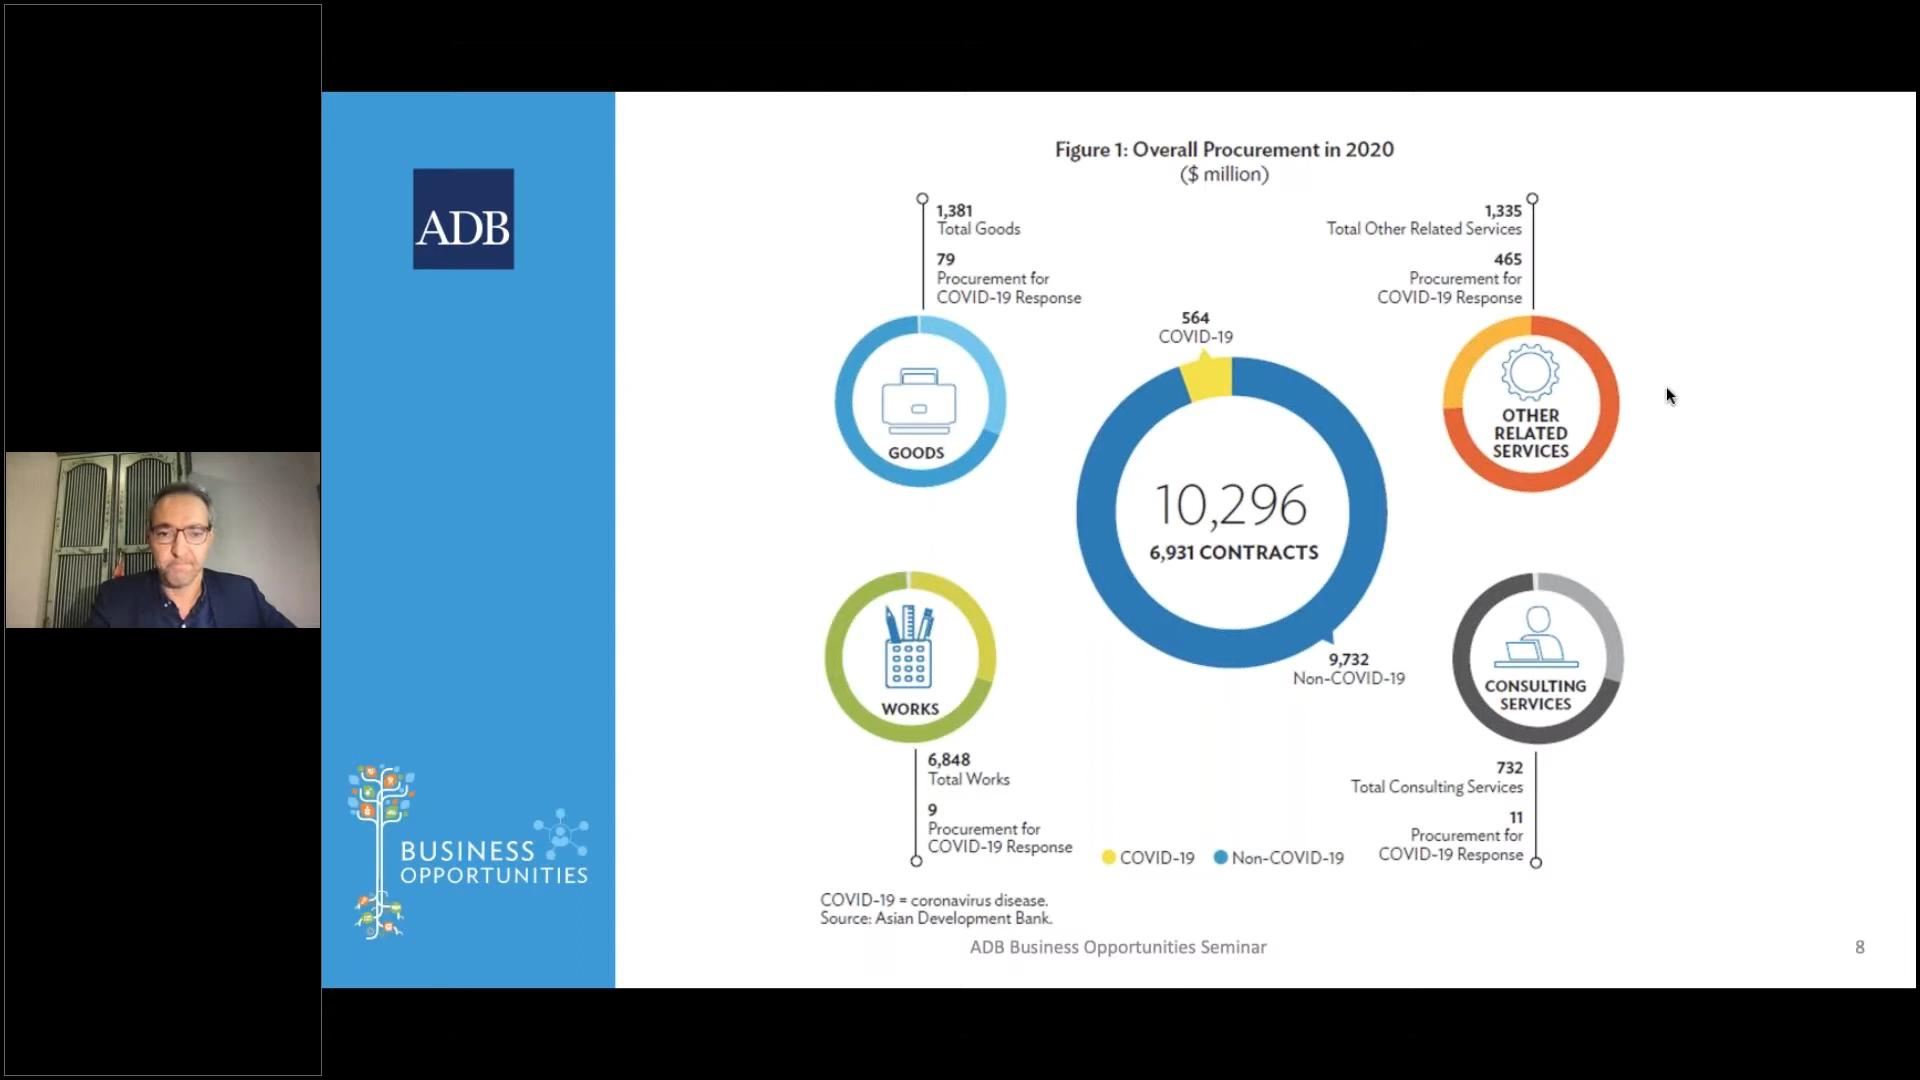 ADB
Figure 1: Overall Procurement in 2020
($ million)
1,381
Total Goods
79
Procurement for
COVID-19 Response
1,335
Total Other Related Services
465
Procurement for
COVID-19 Response
564
COVID-19
GOODS
OTHER
RELATED
SERVICES
10,296
6,931 CONTRACTS
9,732
Non-COVID-19
WORKS
CONSULTING
SERVICES
6,848
Total Works
9
Procurement for
COVID-19 Response
732
Total Consulting Services
11
Procurement for
COVID-19 Response
COVID-19
Non-COVID-19
BUSINESS
OPPORTUNITIES
COVID-19 = coronavirus disease.
Source: Asian Development Bank.
ADB Business Opportunities Seminar
8